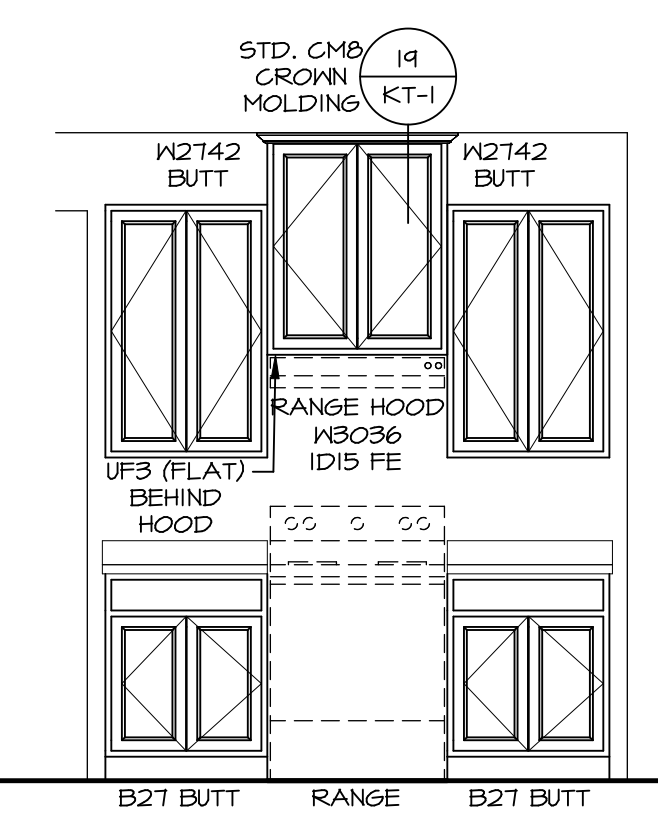 STD. CM8
CROWN
MOLDING
19
KT-1
W2742
BUTT
W2742
BUTT
RANGE HOOD
W3036
1D15 FE
UF3 (FLAT)
BEHIND
HOOD
B27 BUTT
RANGE
B27 BUTT